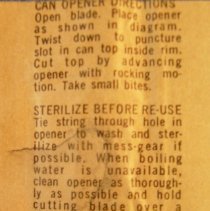 CAN OPENER DIRECTIONS
Open blade. Place opener
as shown in diagram.
Twist down to puncture
slot in can top inside rim.
Cut top by advancing
opener with rocking mo-
tion. Take small bites.
STERILIZE BEFORE RE-USE
Tie string through hole in
opener to wash and ster-
ilize with mess-gear if
possible. When boiling
water is unavailable,
clean opener as thorough-
ly as possible and hold
cutting blade over a